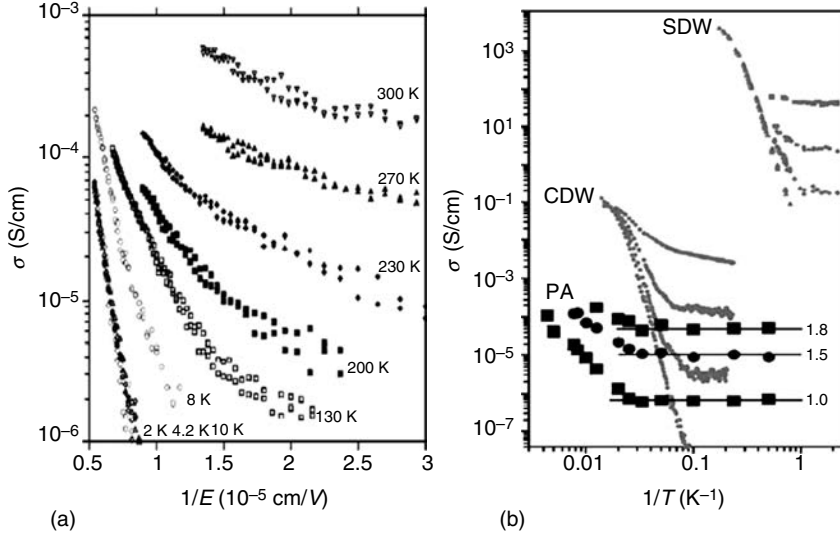 10⁻³
10⁻⁴
10⁻⁵
10⁻⁶
σ (S/cm)
300 K
270 K
230 K
200 K
130 K
8 K
2 K 4.2 K10 K
0.5 1 1.5 2 2.5 3
1/E (10⁻⁵ cm/V)
(a)
10³
10¹
10⁻¹
10⁻³
10⁻⁵
10⁻⁷
σ (S/cm)
SDW
CDW
PA
1.8
1.5
1.0
0.01 0.1 1
1/T (K⁻¹)
(b)